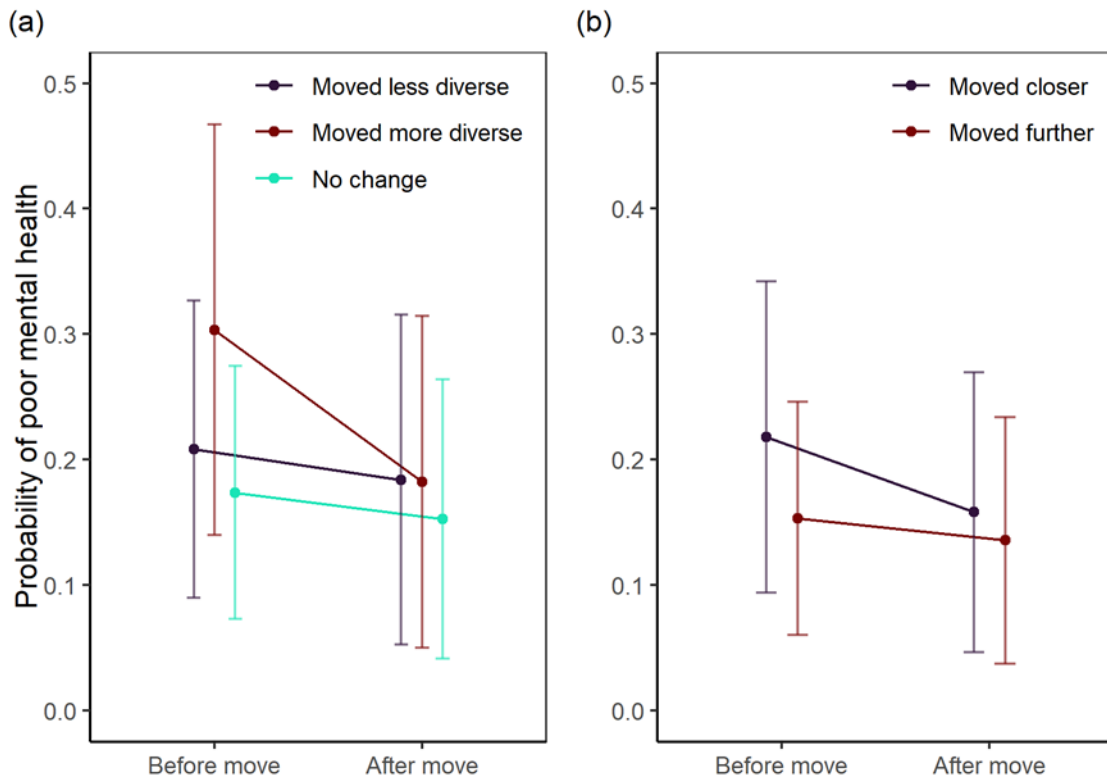 (a)
Probability of poor mental health
0.5
0.4
0.3
0.2
0.1
0.0
Moved less diverse
Moved more diverse
No change
Before move
After move
(b)
0.5
0.4
0.3
0.2
0.1
0.0
Moved closer
Moved further
Before move
After move